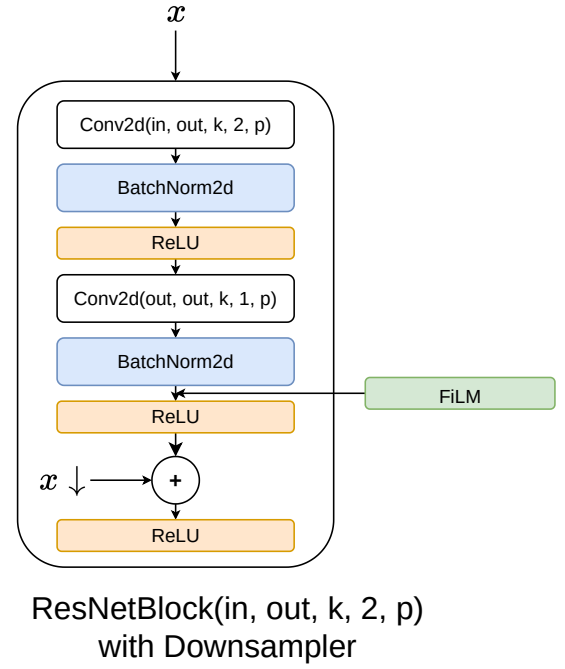 x
Conv2d(in, out, k, 2, p)
BatchNorm2d
ReLU
Conv2d(out, out, k, 1, p)
BatchNorm2d
FiLM
ReLU
x ↓
+
ReLU
ResNetBlock(in, out, k, 2, p)
with Downsampler